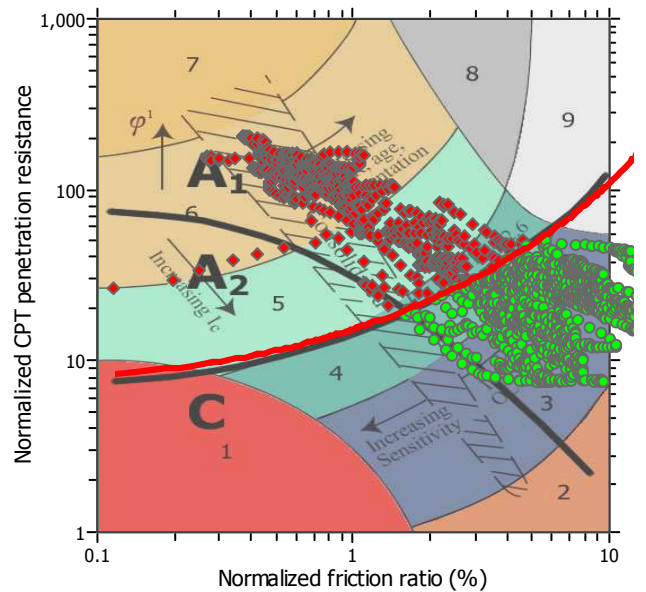 1,000
7
8
9
φ¹
100
A₁
6
A₂
Increasing Ic
5
10
4
3
C
1
Increasing
Sensitivity
2
1
0.1
1
10
Normalized friction ratio (%)
Normalized CPT penetration resistance